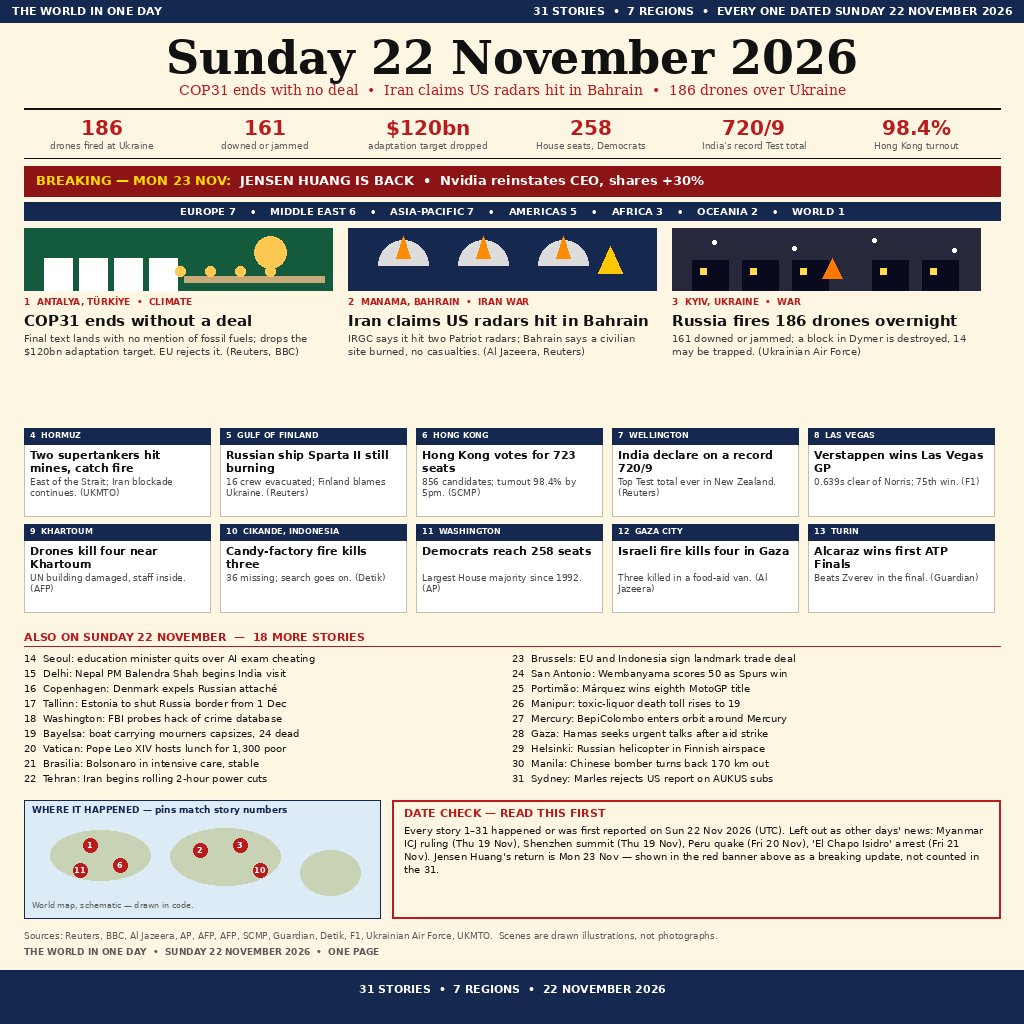 THE WORLD IN ONE DAY
31 STORIES • 7 REGIONS • EVERY ONE DATED SUNDAY 22 NOVEMBER 2026
Sunday 22 November 2026
COP31 ends with no deal • Iran claims US radars hit in Bahrain • 186 drones over Ukraine
186
drones fired at Ukraine
161
downed or jammed
$120bn
adaptation target dropped
258
House seats, Democrats
720/9
India's record Test total
98.4%
Hong Kong turnout
BREAKING — MON 23 NOV: JENSEN HUANG IS BACK • Nvidia reinstates CEO, shares +30%
EUROPE 7 • MIDDLE EAST 6 • ASIA-PACIFIC 7 • AMERICAS 5 • AFRICA 3 • OCEANIA 2 • WORLD 1
1 ANTALYA, TÜRKİYE • CLIMATE
COP31 ends without a deal
Final text lands with no mention of fossil fuels; drops the
$120bn adaptation target. EU rejects it. (Reuters, BBC)
2 MANAMA, BAHRAIN • IRAN WAR
Iran claims US radars hit in Bahrain
IRGC says it hit two Patriot radars; Bahrain says a civilian
site burned, no casualties. (Al Jazeera, Reuters)
3 KYIV, UKRAINE • WAR
Russia fires 186 drones overnight
161 downed or jammed; a block in Dymer is destroyed, 14
may be trapped. (Ukrainian Air Force)
4 HORMUZ
Two supertankers hit
mines, catch fire
East of the Strait; Iran blockade
continues. (UKMTO)
5 GULF OF FINLAND
Russian ship Sparta II still
burning
16 crew evacuated; Finland blames
Ukraine. (Reuters)
6 HONG KONG
Hong Kong votes for 723
seats
856 candidates; turnout 98.4% by
5pm. (SCMP)
7 WELLINGTON
India declare on a record
720/9
Top Test total ever in New Zealand.
(Reuters)
8 LAS VEGAS
Verstappen wins Las Vegas
GP
0.639s clear of Norris; 75th win. (F1)
9 KHARTOUM
Drones kill four near
Khartoum
UN building damaged, staff inside.
(AFP)
10 CIKANDE, INDONESIA
Candy-factory fire kills
three
36 missing; search goes on. (Detik)
11 WASHINGTON
Democrats reach 258 seats
Largest House majority since 1992.
(AP)
12 GAZA CITY
Israeli fire kills four in Gaza
Three killed in a food-aid van. (Al
Jazeera)
13 TURIN
Alcaraz wins first ATP
Finals
Beats Zverev in the final. (Guardian)
ALSO ON SUNDAY 22 NOVEMBER — 18 MORE STORIES
14 Seoul: education minister quits over AI exam cheating
15 Delhi: Nepal PM Balendra Shah begins India visit
16 Copenhagen: Denmark expels Russian attaché
17 Tallinn: Estonia to shut Russia border from 1 Dec
18 Washington: FBI probes hack of crime database
19 Bayelsa: boat carrying mourners capsizes, 24 dead
20 Vatican: Pope Leo XIV hosts lunch for 1,300 poor
21 Brasilia: Bolsonaro in intensive care, stable
22 Tehran: Iran begins rolling 2-hour power cuts
23 Brussels: EU and Indonesia sign landmark trade deal
24 San Antonio: Wembanyama scores 50 as Spurs win
25 Portimão: Márquez wins eighth MotoGP title
26 Manipur: toxic-liquor death toll rises to 19
27 Mercury: BepiColombo enters orbit around Mercury
28 Gaza: Hamas seeks urgent talks after aid strike
29 Helsinki: Russian helicopter in Finnish airspace
30 Manila: Chinese bomber turns back 170 km out
31 Sydney: Marles rejects US report on AUKUS subs
WHERE IT HAPPENED — pins match story numbers
1
2
3
11
6
10
World map, schematic — drawn in code.
DATE CHECK — READ THIS FIRST
Every story 1–31 happened or was first reported on Sun 22 Nov 2026 (UTC). Left out as other days' news: Myanmar
ICJ ruling (Thu 19 Nov), Shenzhen summit (Thu 19 Nov), Peru quake (Fri 20 Nov), 'El Chapo Isidro' arrest (Fri 21
Nov). Jensen Huang's return is Mon 23 Nov — shown in the red banner above as a breaking update, not counted in
the 31.
Sources: Reuters, BBC, Al Jazeera, AP, AFP, AFP, SCMP, Guardian, Detik, F1, Ukrainian Air Force, UKMTO. Scenes are drawn illustrations, not photographs.
THE WORLD IN ONE DAY • SUNDAY 22 NOVEMBER 2026 • ONE PAGE
31 STORIES • 7 REGIONS • 22 NOVEMBER 2026